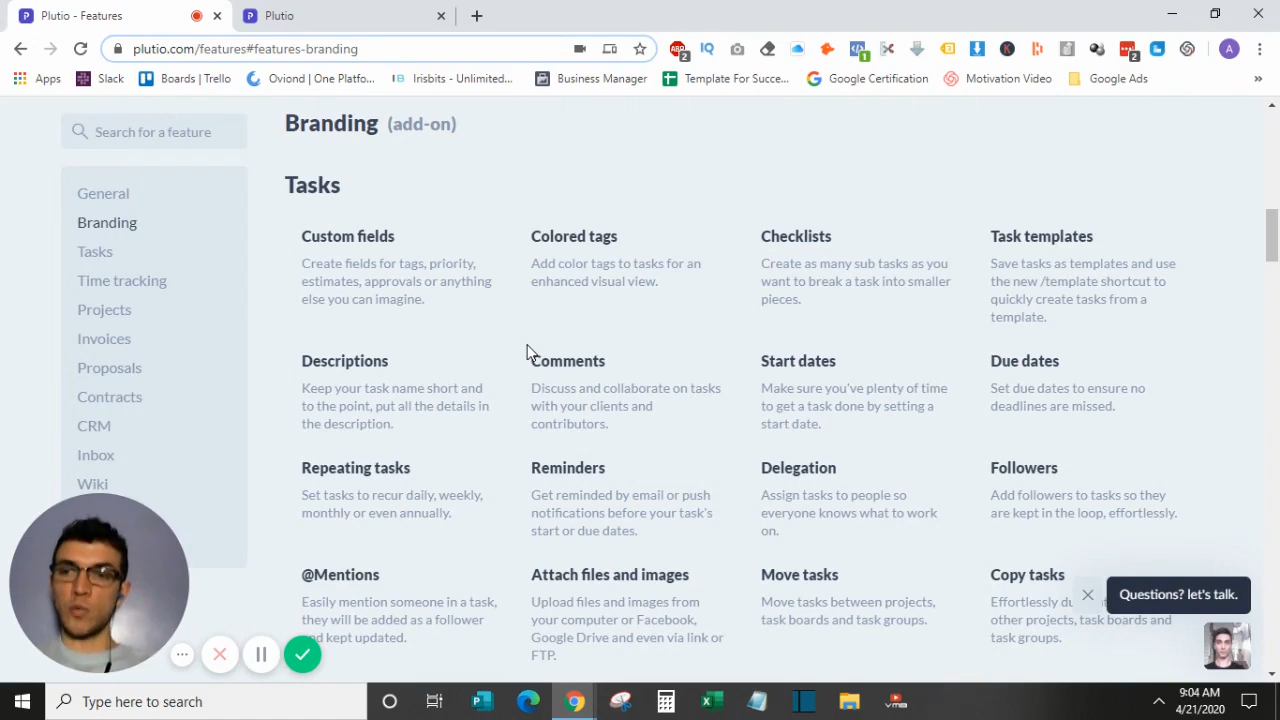 Plutio - Features
Plutio
plutio.com/features#features-branding
ABP
2
IQ
1
2
K
2
A
Apps
Slack
Boards | Trello
Oviond | One Platfo...
Irisbits - Unlimited...
Business Manager
Template For Succe...
Google Certification
Motivation Video
Google Ads
»
Search for a feature
General
Branding
Tasks
Time tracking
Projects
Invoices
Proposals
Contracts
CRM
Inbox
Wiki
Branding (add-on)
Tasks
Custom fields
Create fields for tags, priority,
estimates, approvals or anything
else you can imagine.
Colored tags
Add color tags to tasks for an
enhanced visual view.
Checklists
Create as many sub tasks as you
want to break a task into smaller
pieces.
Task templates
Save tasks as templates and use
the new /template shortcut to
quickly create tasks from a
template.
Descriptions
Keep your task name short and
to the point, put all the details in
the description.
Comments
Discuss and collaborate on tasks
with your clients and
contributors.
Start dates
Make sure you've plenty of time
to get a task done by setting a
start date.
Due dates
Set due dates to ensure no
deadlines are missed.
Repeating tasks
Set tasks to recur daily, weekly,
monthly or even annually.
Reminders
Get reminded by email or push
notifications before your task's
start or due dates.
Delegation
Assign tasks to people so
everyone knows what to work
on.
Followers
Add followers to tasks so they
are kept in the loop, effortlessly.
@Mentions
Easily mention someone in a task,
they will be added as a follower
and kept updated.
Attach files and images
Upload files and images from
your computer or Facebook,
Google Drive and even via link or
FTP.
Move tasks
Move tasks between projects,
task boards and task groups.
Copy tasks
Effortlessly du
other projects, task boards and
task groups.
Questions? let's talk.
Type here to search
VMB
9:04 AM
4/21/2020